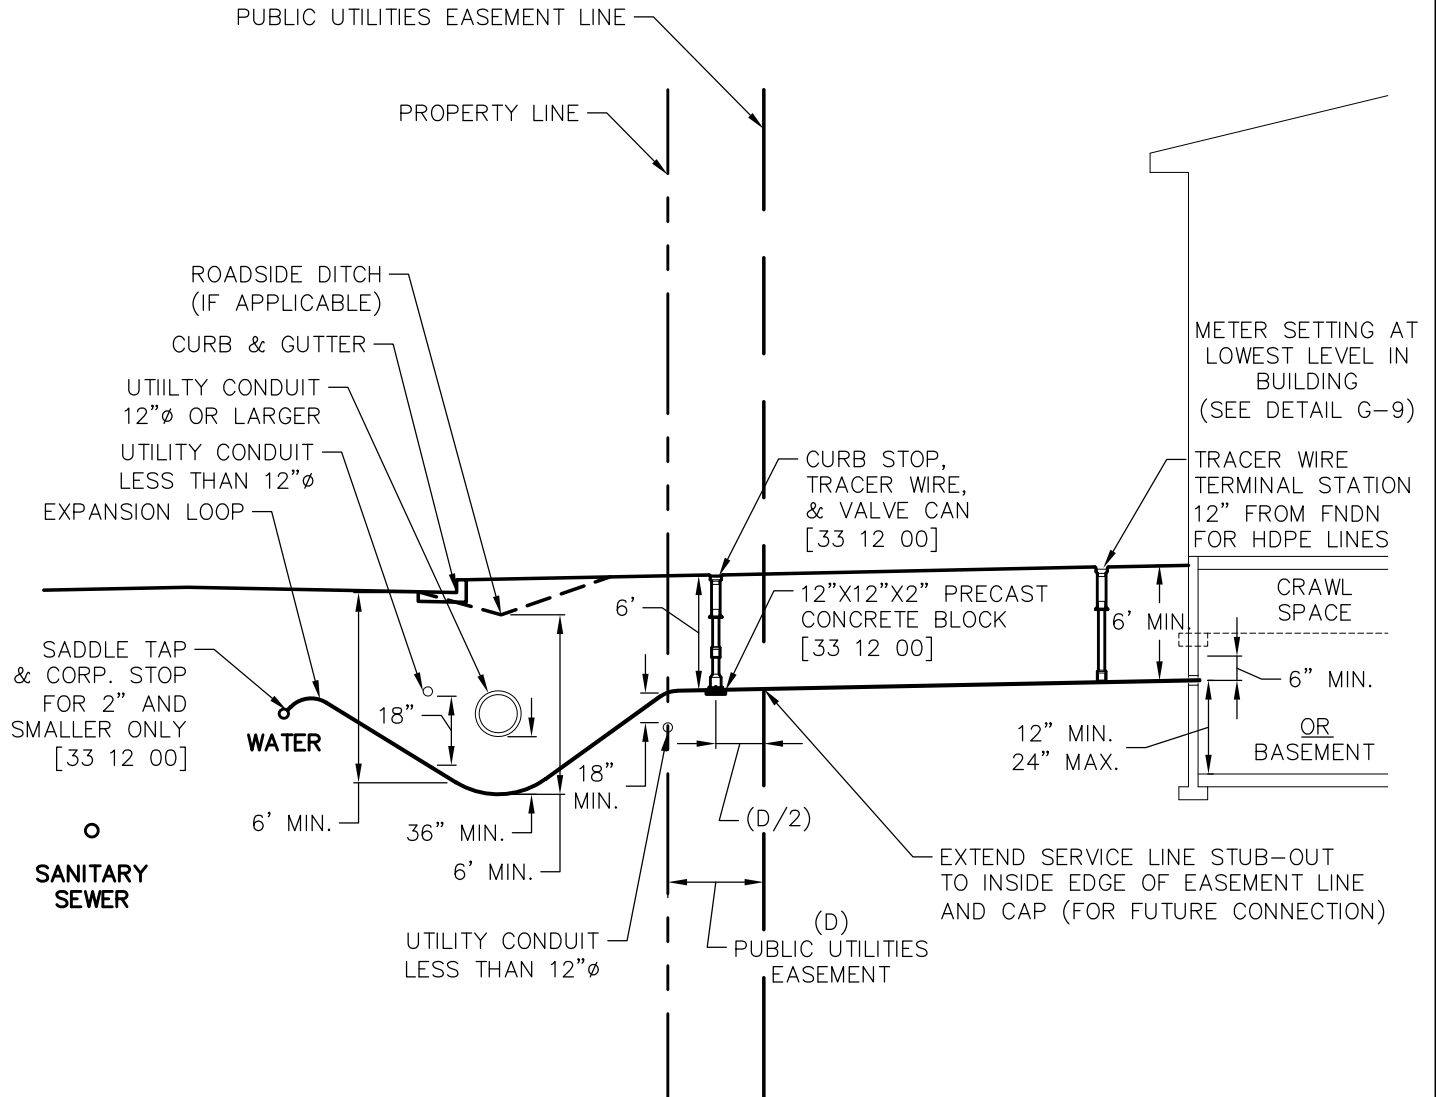 PUBLIC UTILITIES EASEMENT LINE
PROPERTY LINE
ROADSIDE DITCH
(IF APPLICABLE)
CURB & GUTTER
UTIILTY CONDUIT
12"ø OR LARGER
UTILITY CONDUIT
LESS THAN 12"ø
EXPANSION LOOP
SADDLE TAP
& CORP. STOP
FOR 2" AND
SMALLER ONLY
[33 12 00]
WATER
SANITARY
SEWER
6' MIN.
18"
36" MIN.
6' MIN.
18"
MIN.
UTILITY CONDUIT
LESS THAN 12"ø
6'
CURB STOP,
TRACER WIRE,
& VALVE CAN
[33 12 00]
12"X12"X2" PRECAST
CONCRETE BLOCK
[33 12 00]
(D/2)
(D)
PUBLIC UTILITIES
EASEMENT
EXTEND SERVICE LINE STUB-OUT
TO INSIDE EDGE OF EASEMENT LINE
AND CAP (FOR FUTURE CONNECTION)
METER SETTING AT
LOWEST LEVEL IN
BUILDING
(SEE DETAIL G-9)
TRACER WIRE
TERMINAL STATION
12" FROM FNDN
FOR HDPE LINES
6' MIN.
CRAWL
SPACE
6" MIN.
12" MIN.
24" MAX.
OR
BASEMENT